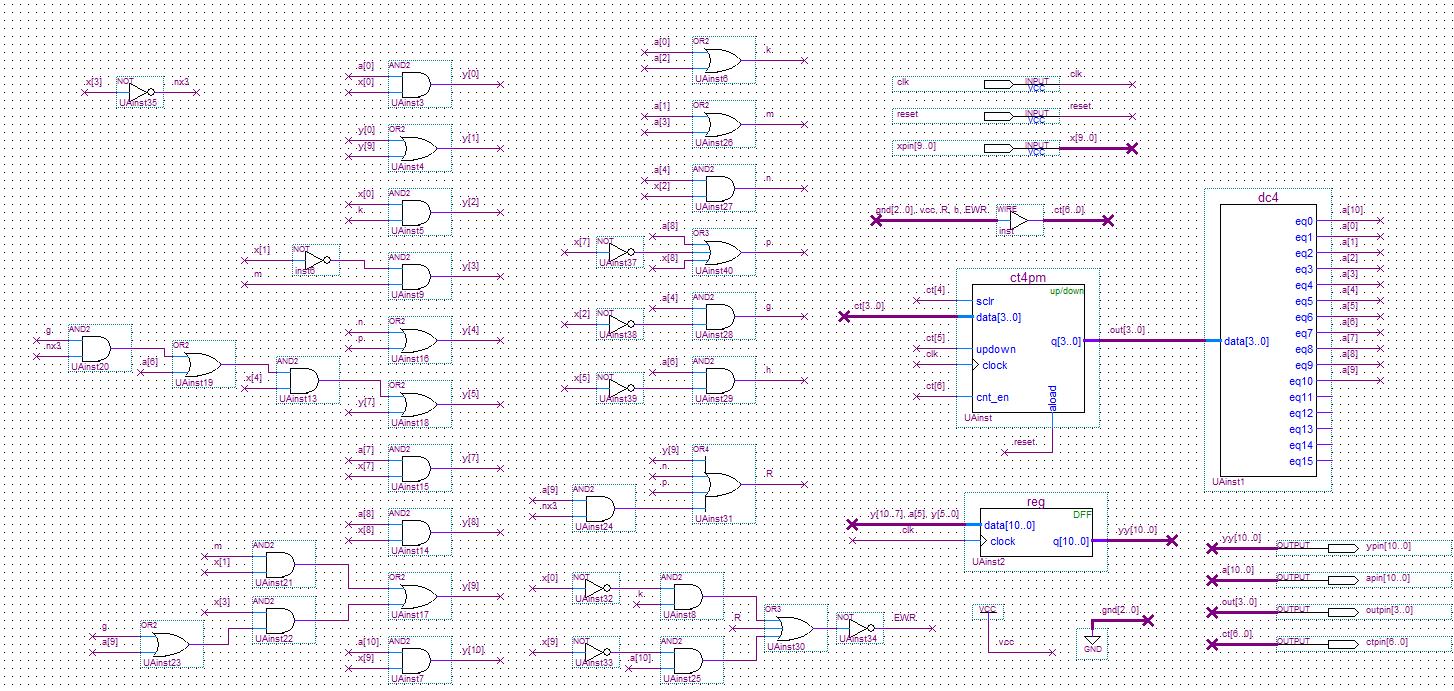 x[3]
NOT
.nx3
UAinst35
a[0]
x[0]
AND2
y[0]
UAinst3
y[0]
y[9]
OR2
y[1]
UAinst4
x[0]
k
AND2
y[2]
UAinst5
x[1]
m
NOT
inst6
AND2
y[3]
UAinst9
n
p
OR2
y[4]
UAinst16
g
.nx3
AND2
UAinst20
a[6]
OR2
UAinst19
x[4]
AND2
UAinst13
y[7]
OR2
y[5]
UAinst18
a[7]
x[7]
AND2
y[7]
UAinst15
a[8]
x[8]
AND2
y[8]
UAinst14
m
x[1]
AND2
UAinst21
x[3]
AND2
UAinst22
g
a[9]
OR2
UAinst23
OR2
y[9]
UAinst17
a[10]
x[9]
AND2
y[10]
UAinst7
a[0]
a[2]
OR2
k
UAinst6
a[1]
a[3]
OR2
m
UAinst26
a[4]
x[2]
AND2
n
UAinst27
x[7]
NOT
UAinst37
a[8]
x[8]
OR3
p
UAinst40
x[2]
NOT
UAinst38
a[4]
AND2
g
UAinst28
x[5]
NOT
UAinst39
a[6]
AND2
h
UAinst29
a[9]
nx3
AND2
UAinst24
y[9]
.n
.p
OR4
R
UAinst31
x[0]
NOT
UAinst32
k
AND2
UAinst8
x[9]
NOT
UAinst33
a[10]
AND2
UAinst25
R
OR3
UAinst30
NOT
UAinst34
EWR
clk
INPUT
VCC
clk
reset
INPUT
VCC
reset
xpin[9..0]
INPUT
VCC
x[9..0]
gnd[2..0], vcc, R, h, EWR
WIRE
inst
ct[6..0]
ct4pm
up/down
ct[4]
sclr
ct[3..0]
data[3..0]
ct[5]
updown
clk
clock
ct[6]
cnt_en
q[3..0]
aload
UAinst
reset
out[3..0]
dc4
data[3..0]
eq0
a[10]
eq1
a[0]
eq2
a[1]
eq3
a[2]
eq4
a[3]
eq5
a[4]
eq6
a[5]
eq7
a[6]
eq8
a[7]
eq9
a[8]
eq10
a[9]
eq11
eq12
eq13
eq14
eq15
UAinst1
reg
DFF
y[10..7], a[5], y[5..0]
data[10..0]
clk
clock
q[10..0]
yy[10..0]
UAinst2
VCC
vcc
gnd[2..0]
GND
yy[10..0]
OUTPUT
ypin[10..0]
a[10..0]
OUTPUT
apin[10..0]
out[3..0]
OUTPUT
outpin[3..0]
ct[6..0]
OUTPUT
ctpin[6..0]